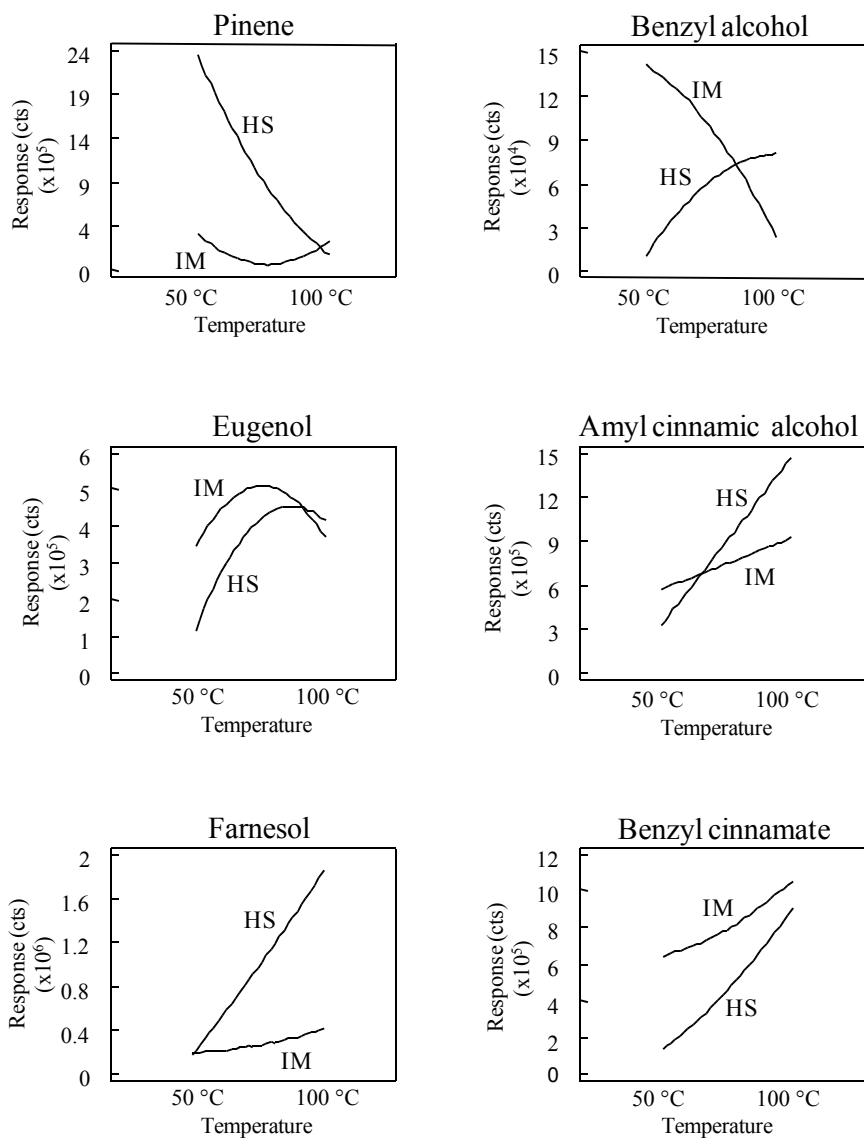 Pinene
Response (cts)
(x10⁵)
24
19
14
9
4
0
HS
IM
50 °C
100 °C
Temperature
Benzyl alcohol
Response (cts)
(x10⁴)
15
12
9
6
3
0
IM
HS
50 °C
100 °C
Temperature
Eugenol
Response (cts)
(x10⁵)
6
5
4
3
2
1
0
IM
HS
50 °C
100 °C
Temperature
Amyl cinnamic alcohol
Response (cts)
(x10⁵)
15
12
9
6
3
0
HS
IM
50 °C
100 °C
Temperature
Farnesol
Response (cts)
(x10⁶)
2
1.6
1.2
0.8
0.4
0
HS
IM
50 °C
100 °C
Temperature
Benzyl cinnamate
Response (cts)
(x10⁵)
12
10
8
6
4
2
0
IM
HS
50 °C
100 °C
Temperature